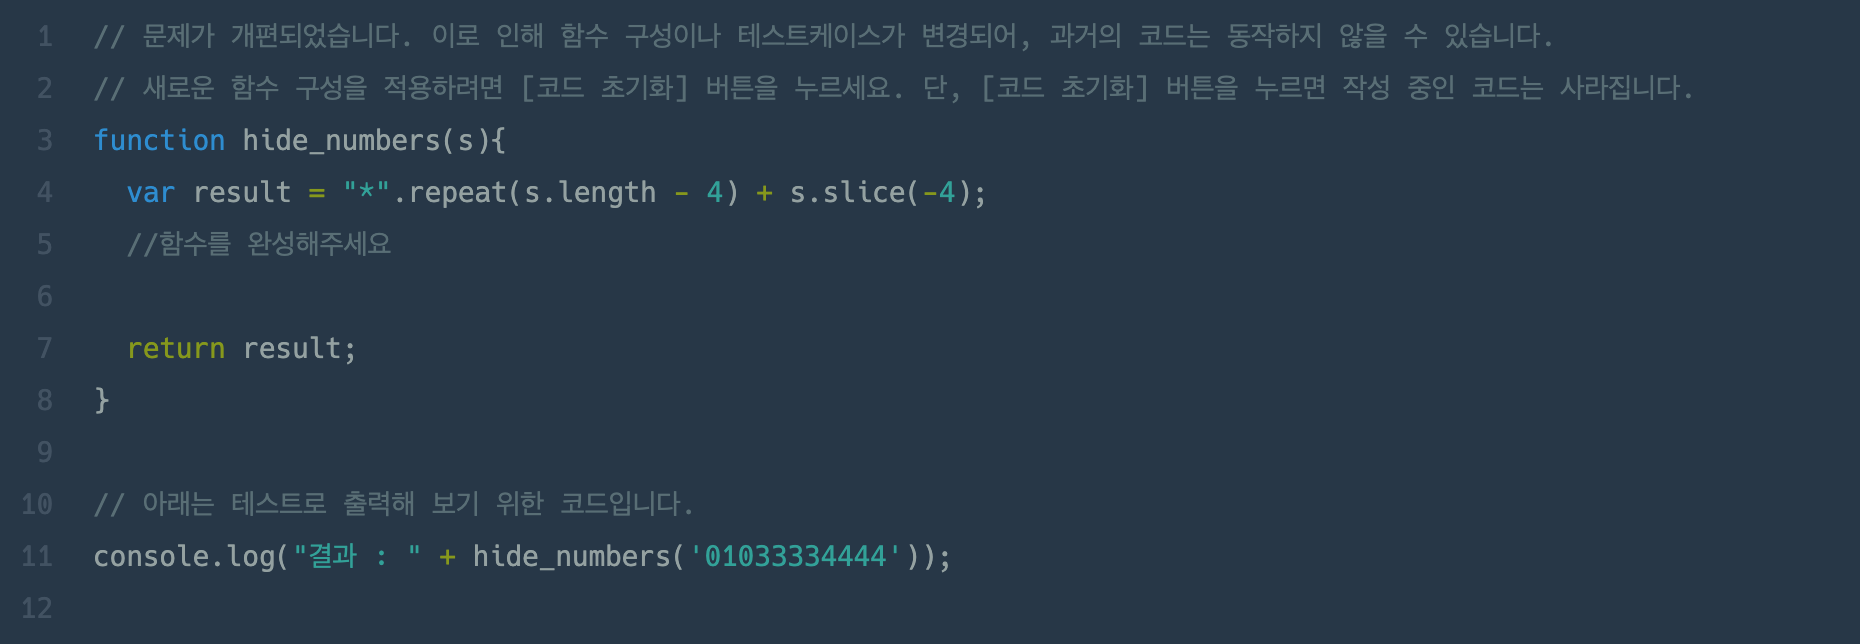 1 // 문제가 개편되었습니다. 이로 인해 함수 구성이나 테스트케이스가 변경되어, 과거의 코드는 동작하지 않을 수 있습니다.
2 // 새로운 함수 구성을 적용하려면 [코드 초기화] 버튼을 누르세요. 단, [코드 초기화] 버튼을 누르면 작성 중인 코드는 사라집니다.
3 function hide_numbers(s){
4   var result = "*".repeat(s.length - 4) + s.slice(-4);
5   //함수를 완성해주세요
6
7   return result;
8 }
9
10 // 아래는 테스트로 출력해 보기 위한 코드입니다.
11 console.log("결과 : " + hide_numbers('01033334444'));
12